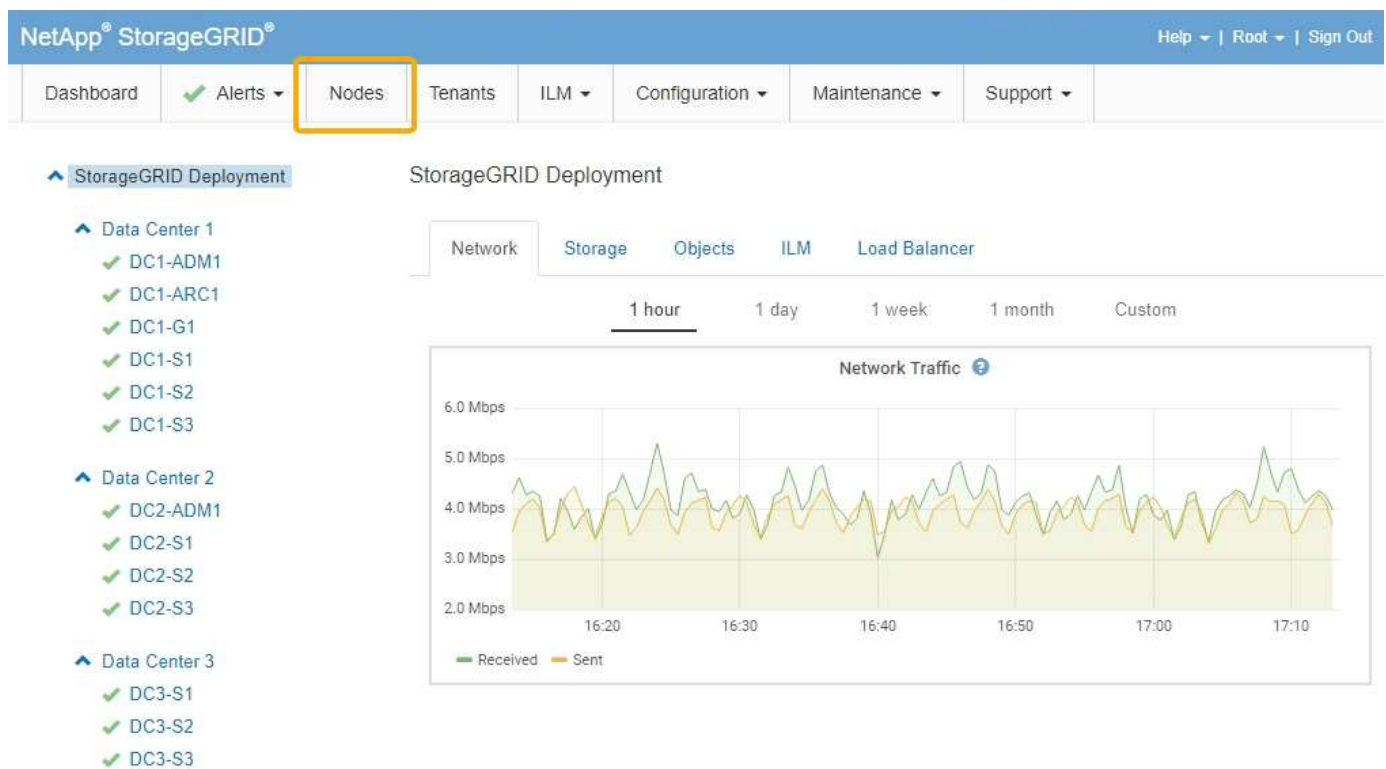 NetApp® StorageGRID®
Help | Root | Sign Out
Dashboard Alerts Nodes Tenants ILM Configuration Maintenance Support
StorageGRID Deployment
Data Center 1
DC1-ADM1
DC1-ARC1
DC1-G1
DC1-S1
DC1-S2
DC1-S3
Data Center 2
DC2-ADM1
DC2-S1
DC2-S2
DC2-S3
Data Center 3
DC3-S1
DC3-S2
DC3-S3
StorageGRID Deployment
Network Storage Objects ILM Load Balancer
1 hour 1 day 1 week 1 month Custom
Network Traffic ?
6.0 Mbps
5.0 Mbps
4.0 Mbps
3.0 Mbps
2.0 Mbps
16:20 16:30 16:40 16:50 17:00 17:10
Received Sent